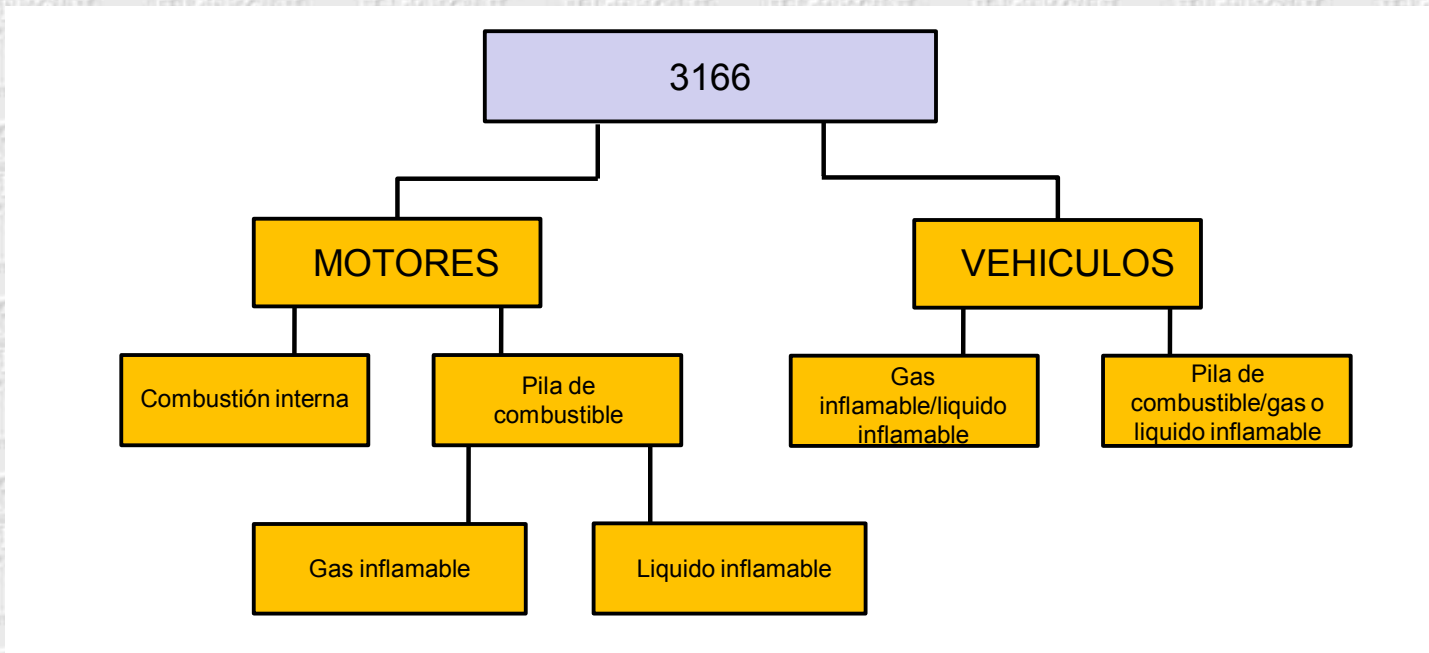 3166
MOTORES
VEHICULOS
Combustión interna
Pila de
combustible
Gas
inflamable/liquido
inflamable
Pila de
combustible/gas o
liquido inflamable
Gas inflamable
Liquido inflamable